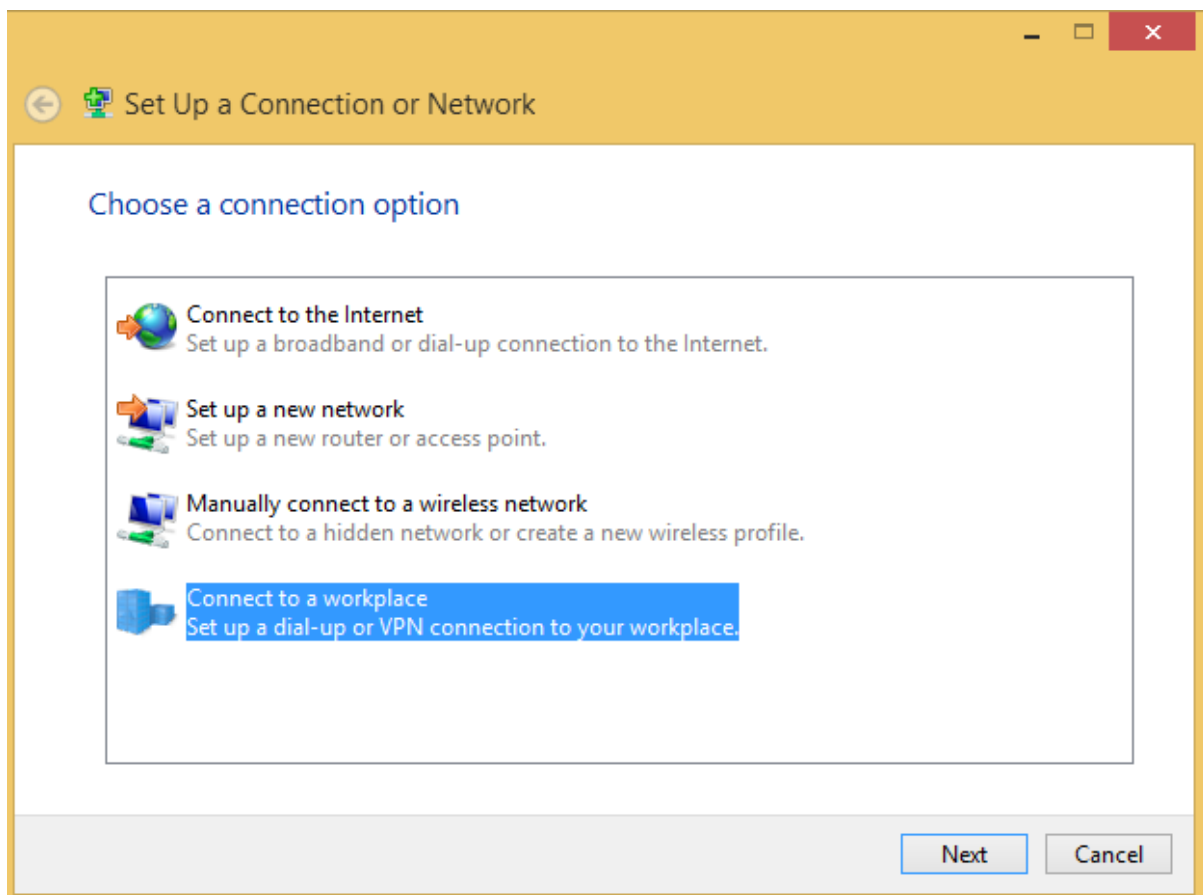 Set Up a Connection or Network
Choose a connection option
Connect to the Internet
Set up a broadband or dial-up connection to the Internet.
Set up a new network
Set up a new router or access point.
Manually connect to a wireless network
Connect to a hidden network or create a new wireless profile.
Connect to a workplace
Set up a dial-up or VPN connection to your workplace.
Next
Cancel